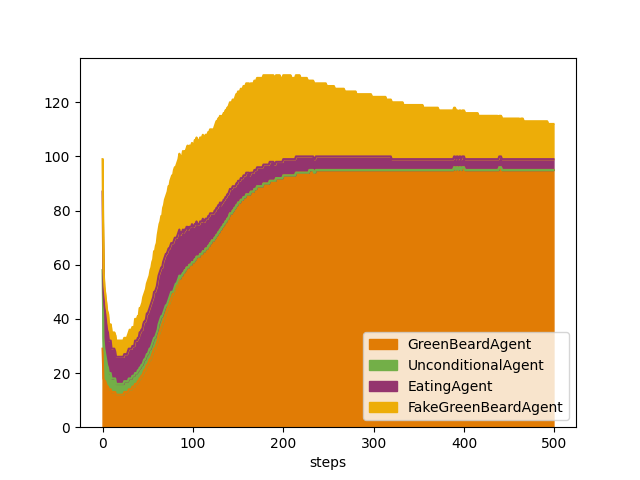 120
100
80
60
40
20
0
0 100 200 300 400 500
steps
GreenBeardAgent
UnconditionalAgent
EatingAgent
FakeGreenBeardAgent